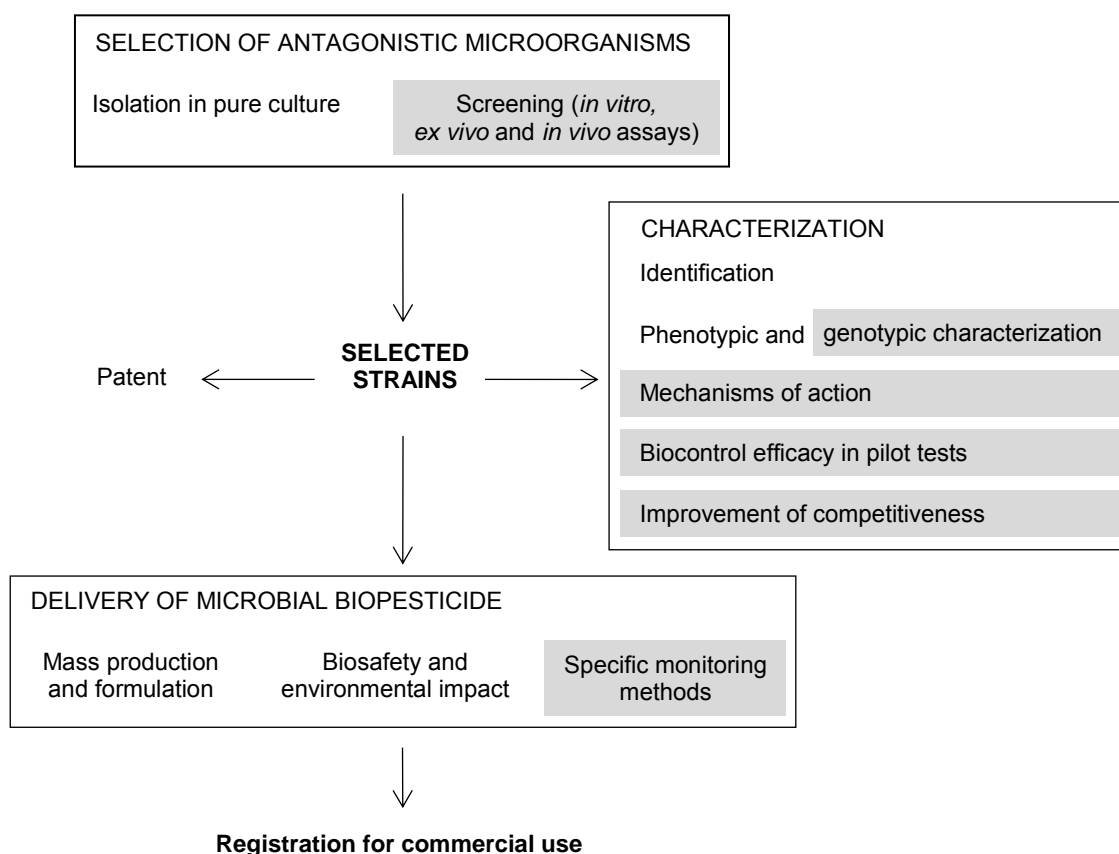 SELECTION OF ANTAGONISTIC MICROORGANISMS
Isolation in pure culture
Screening (in vitro,
ex vivo and in vivo assays)
CHARACTERIZATION
Identification
Phenotypic and genotypic characterization
Mechanisms of action
Biocontrol efficacy in pilot tests
Improvement of competitiveness
Patent
SELECTED
STRAINS
DELIVERY OF MICROBIAL BIOPESTICIDE
Mass production
and formulation
Biosafety and
environmental impact
Specific monitoring
methods
Registration for commercial use